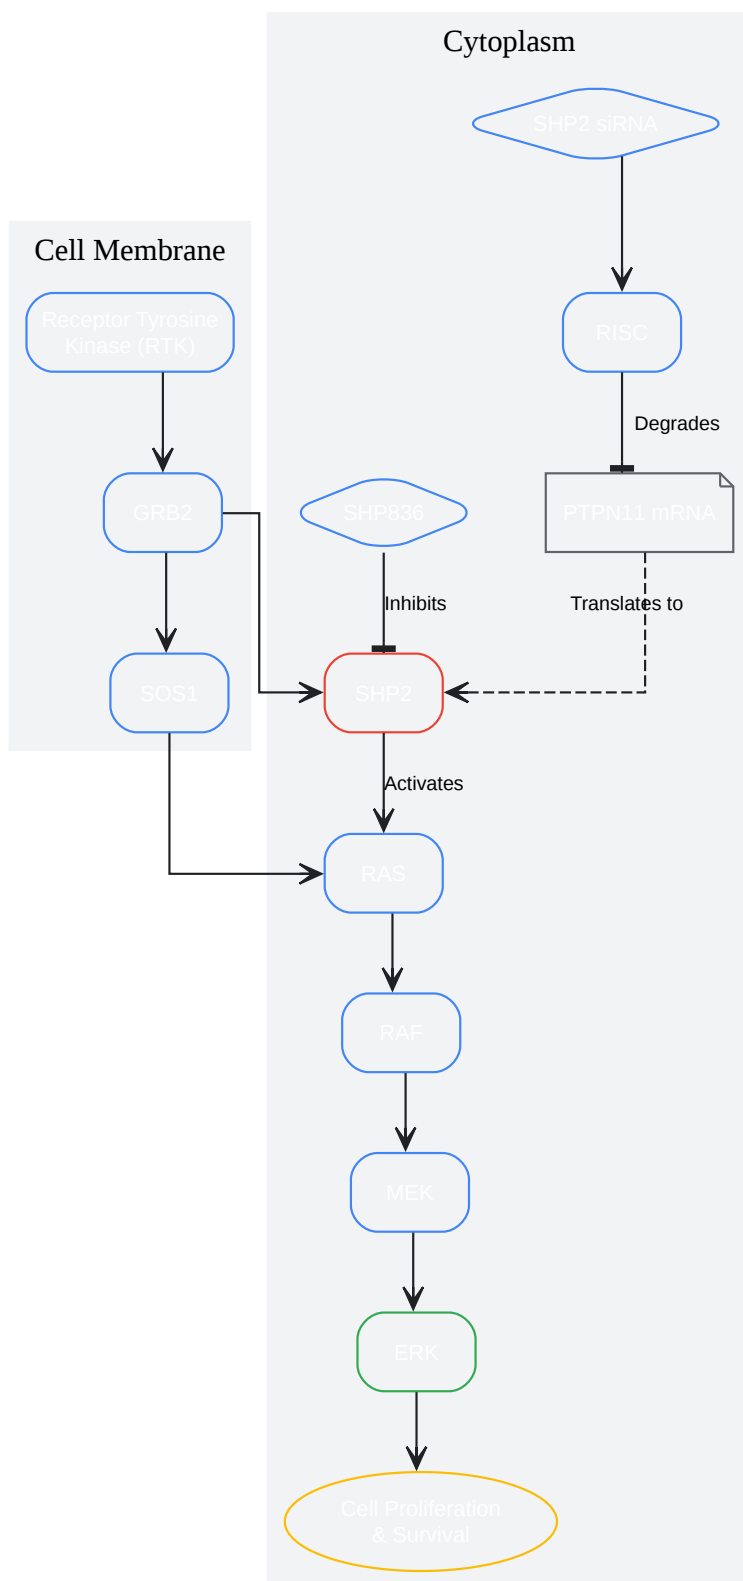 Cytoplasm
SHP2 siRNA
Cell Membrane
Receptor Tyrosine
Kinase (RTK)
RISC
Degrades
GRB2
SHP836
PTPN11 mRNA
Inhibits
Translates to
SOS1
SHP2
Activates
RAS
RAF
MEK
ERK
Cell Proliferation
& Survival